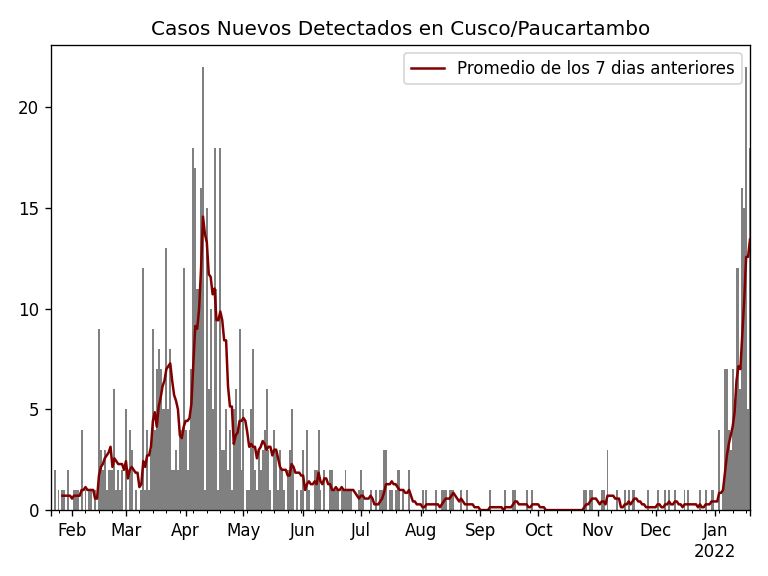 Casos Nuevos Detectados en Cusco/Paucartambo
Promedio de los 7 dias anteriores
20
15
10
5
0
Feb Mar Apr May Jun Jul Aug Sep Oct Nov Dec Jan
2022